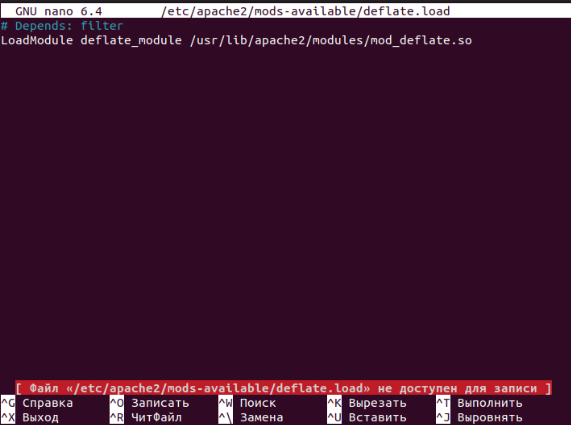 GNU nano 6.4 /etc/apache2/mods-available/deflate.load
# Depends: filter
LoadModule deflate_module /usr/lib/apache2/modules/mod_deflate.so
[ Файл «/etc/apache2/mods-available/deflate.load» не доступен для записи ]
^G Справка ^O Записать ^W Поиск ^K Вырезать ^T Выполнить
^X Выход ^R ЧитФайл ^\ Замена ^U Вставить ^J Выровнять